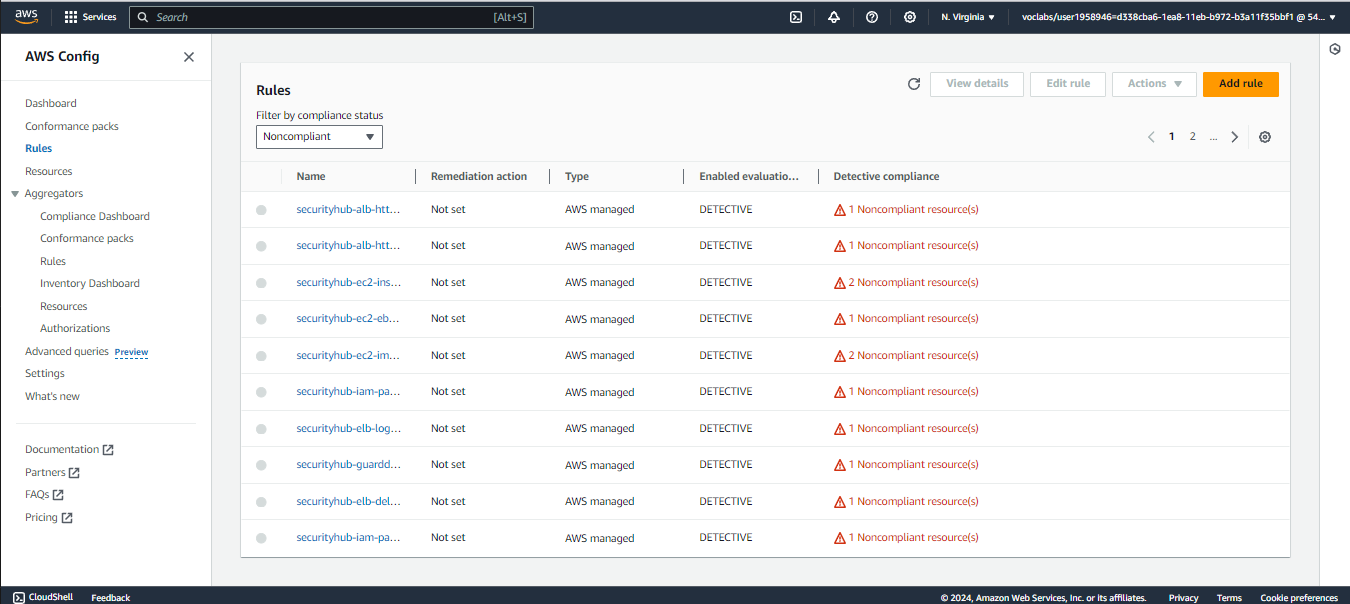 aws Services Search [Alt+S] N. Virginia voclabs/user1958946=d338cba6-1ea8-11eb-b972-b3a11f35bbf1 @ 54...
AWS Config
Dashboard
Conformance packs
Rules
Resources
Aggregators
Compliance Dashboard
Conformance packs
Rules
Inventory Dashboard
Resources
Authorizations
Advanced queries Preview
Settings
What's new
Documentation
Partners
FAQs
Pricing
Rules
View details Edit rule Actions Add rule
Filter by compliance status
Noncompliant
1 2 ...
Name Remediation action Type Enabled evaluatio... Detective compliance
securityhub-alb-htt... Not set AWS managed DETECTIVE 1 Noncompliant resource(s)
securityhub-alb-htt... Not set AWS managed DETECTIVE 1 Noncompliant resource(s)
securityhub-ec2-ins... Not set AWS managed DETECTIVE 2 Noncompliant resource(s)
securityhub-ec2-eb... Not set AWS managed DETECTIVE 1 Noncompliant resource(s)
securityhub-ec2-im... Not set AWS managed DETECTIVE 2 Noncompliant resource(s)
securityhub-iam-pa... Not set AWS managed DETECTIVE 1 Noncompliant resource(s)
securityhub-elb-log... Not set AWS managed DETECTIVE 1 Noncompliant resource(s)
securityhub-guardd... Not set AWS managed DETECTIVE 1 Noncompliant resource(s)
securityhub-elb-del... Not set AWS managed DETECTIVE 1 Noncompliant resource(s)
securityhub-iam-pa... Not set AWS managed DETECTIVE 1 Noncompliant resource(s)
CloudShell Feedback © 2024, Amazon Web Services, Inc. or its affiliates. Privacy Terms Cookie preferences